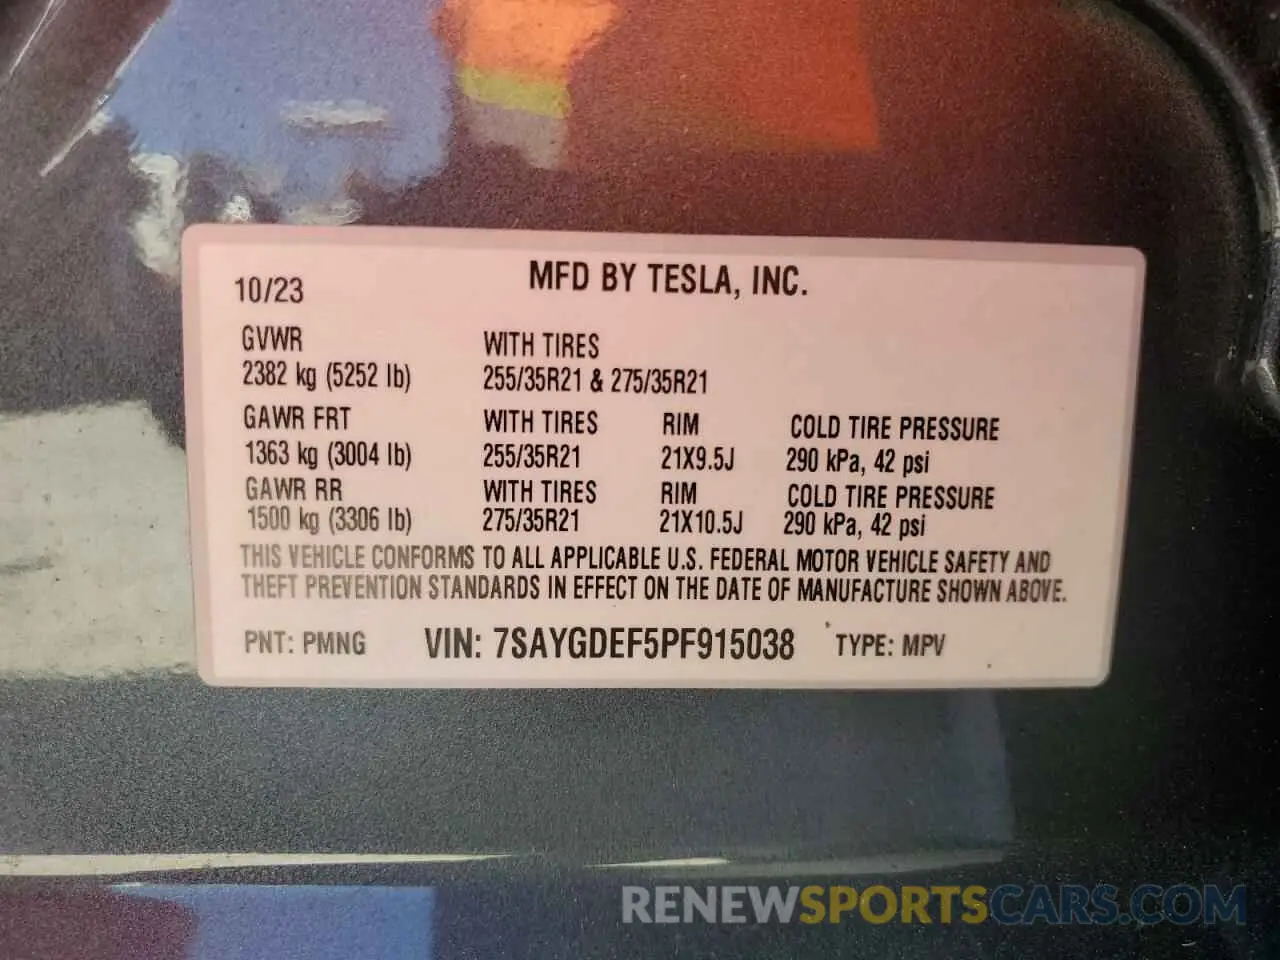 MFD BY TESLA, INC.
10/23
GVWR WITH TIRES
2382 kg (5252 lb) 255/35R21 & 275/35R21
GAWR FRT WITH TIRES RIM COLD TIRE PRESSURE
1363 kg (3004 lb) 255/35R21 21X9.5J 290 kPa, 42 psi
GAWR RR WITH TIRES RIM COLD TIRE PRESSURE
1500 kg (3306 lb) 275/35R21 21X10.5J 290 kPa, 42 psi
THIS VEHICLE CONFORMS TO ALL APPLICABLE U.S. FEDERAL MOTOR VEHICLE SAFETY AND
THEFT PREVENTION STANDARDS IN EFFECT ON THE DATE OF MANUFACTURE SHOWN ABOVE.
PNT: PMNG VIN: 7SAYGDEF5PF915038 TYPE: MPV
RENEWSPORTSCARS.COM